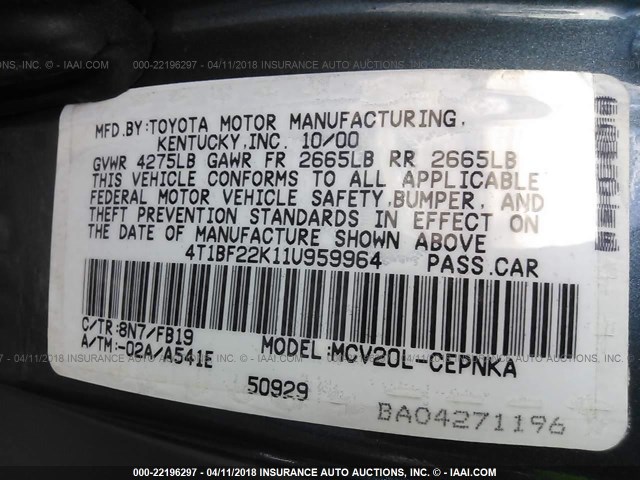 000-22196297 - 04/11/2018 INSURANCE AUTO AUCTIONS, INC. - IAAI.COM
MFD.BY:TOYOTA MOTOR MANUFACTURING,
KENTUCKY,INC. 10/00
GVWR 4275LB GAWR FR 2665LB RR 2665LB
THIS VEHICLE CONFORMS TO ALL APPLICABLE
FEDERAL MOTOR VEHICLE SAFETY,BUMPER, AND
THEFT PREVENTION STANDARDS IN EFFECT ON
THE DATE OF MANUFACTURE SHOWN ABOVE
4T1BF22K11U959964 PASS.CAR
C/TR:8N7/FB19
A/TM:-02A/A541E
MODEL:MCV20L-CEPNKA
50929
BA04271196
000-22196297 - 04/11/2018 INSURANCE AUTO AUCTIONS, INC. - IAAI.COM